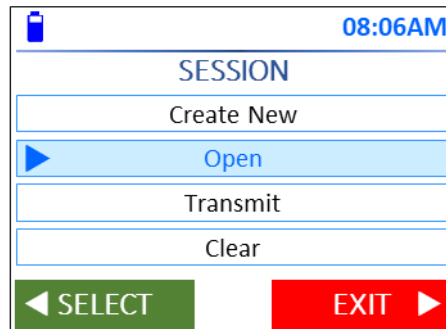 08:06AM
SESSION
Create New
Open
Transmit
Clear
SELECT EXIT